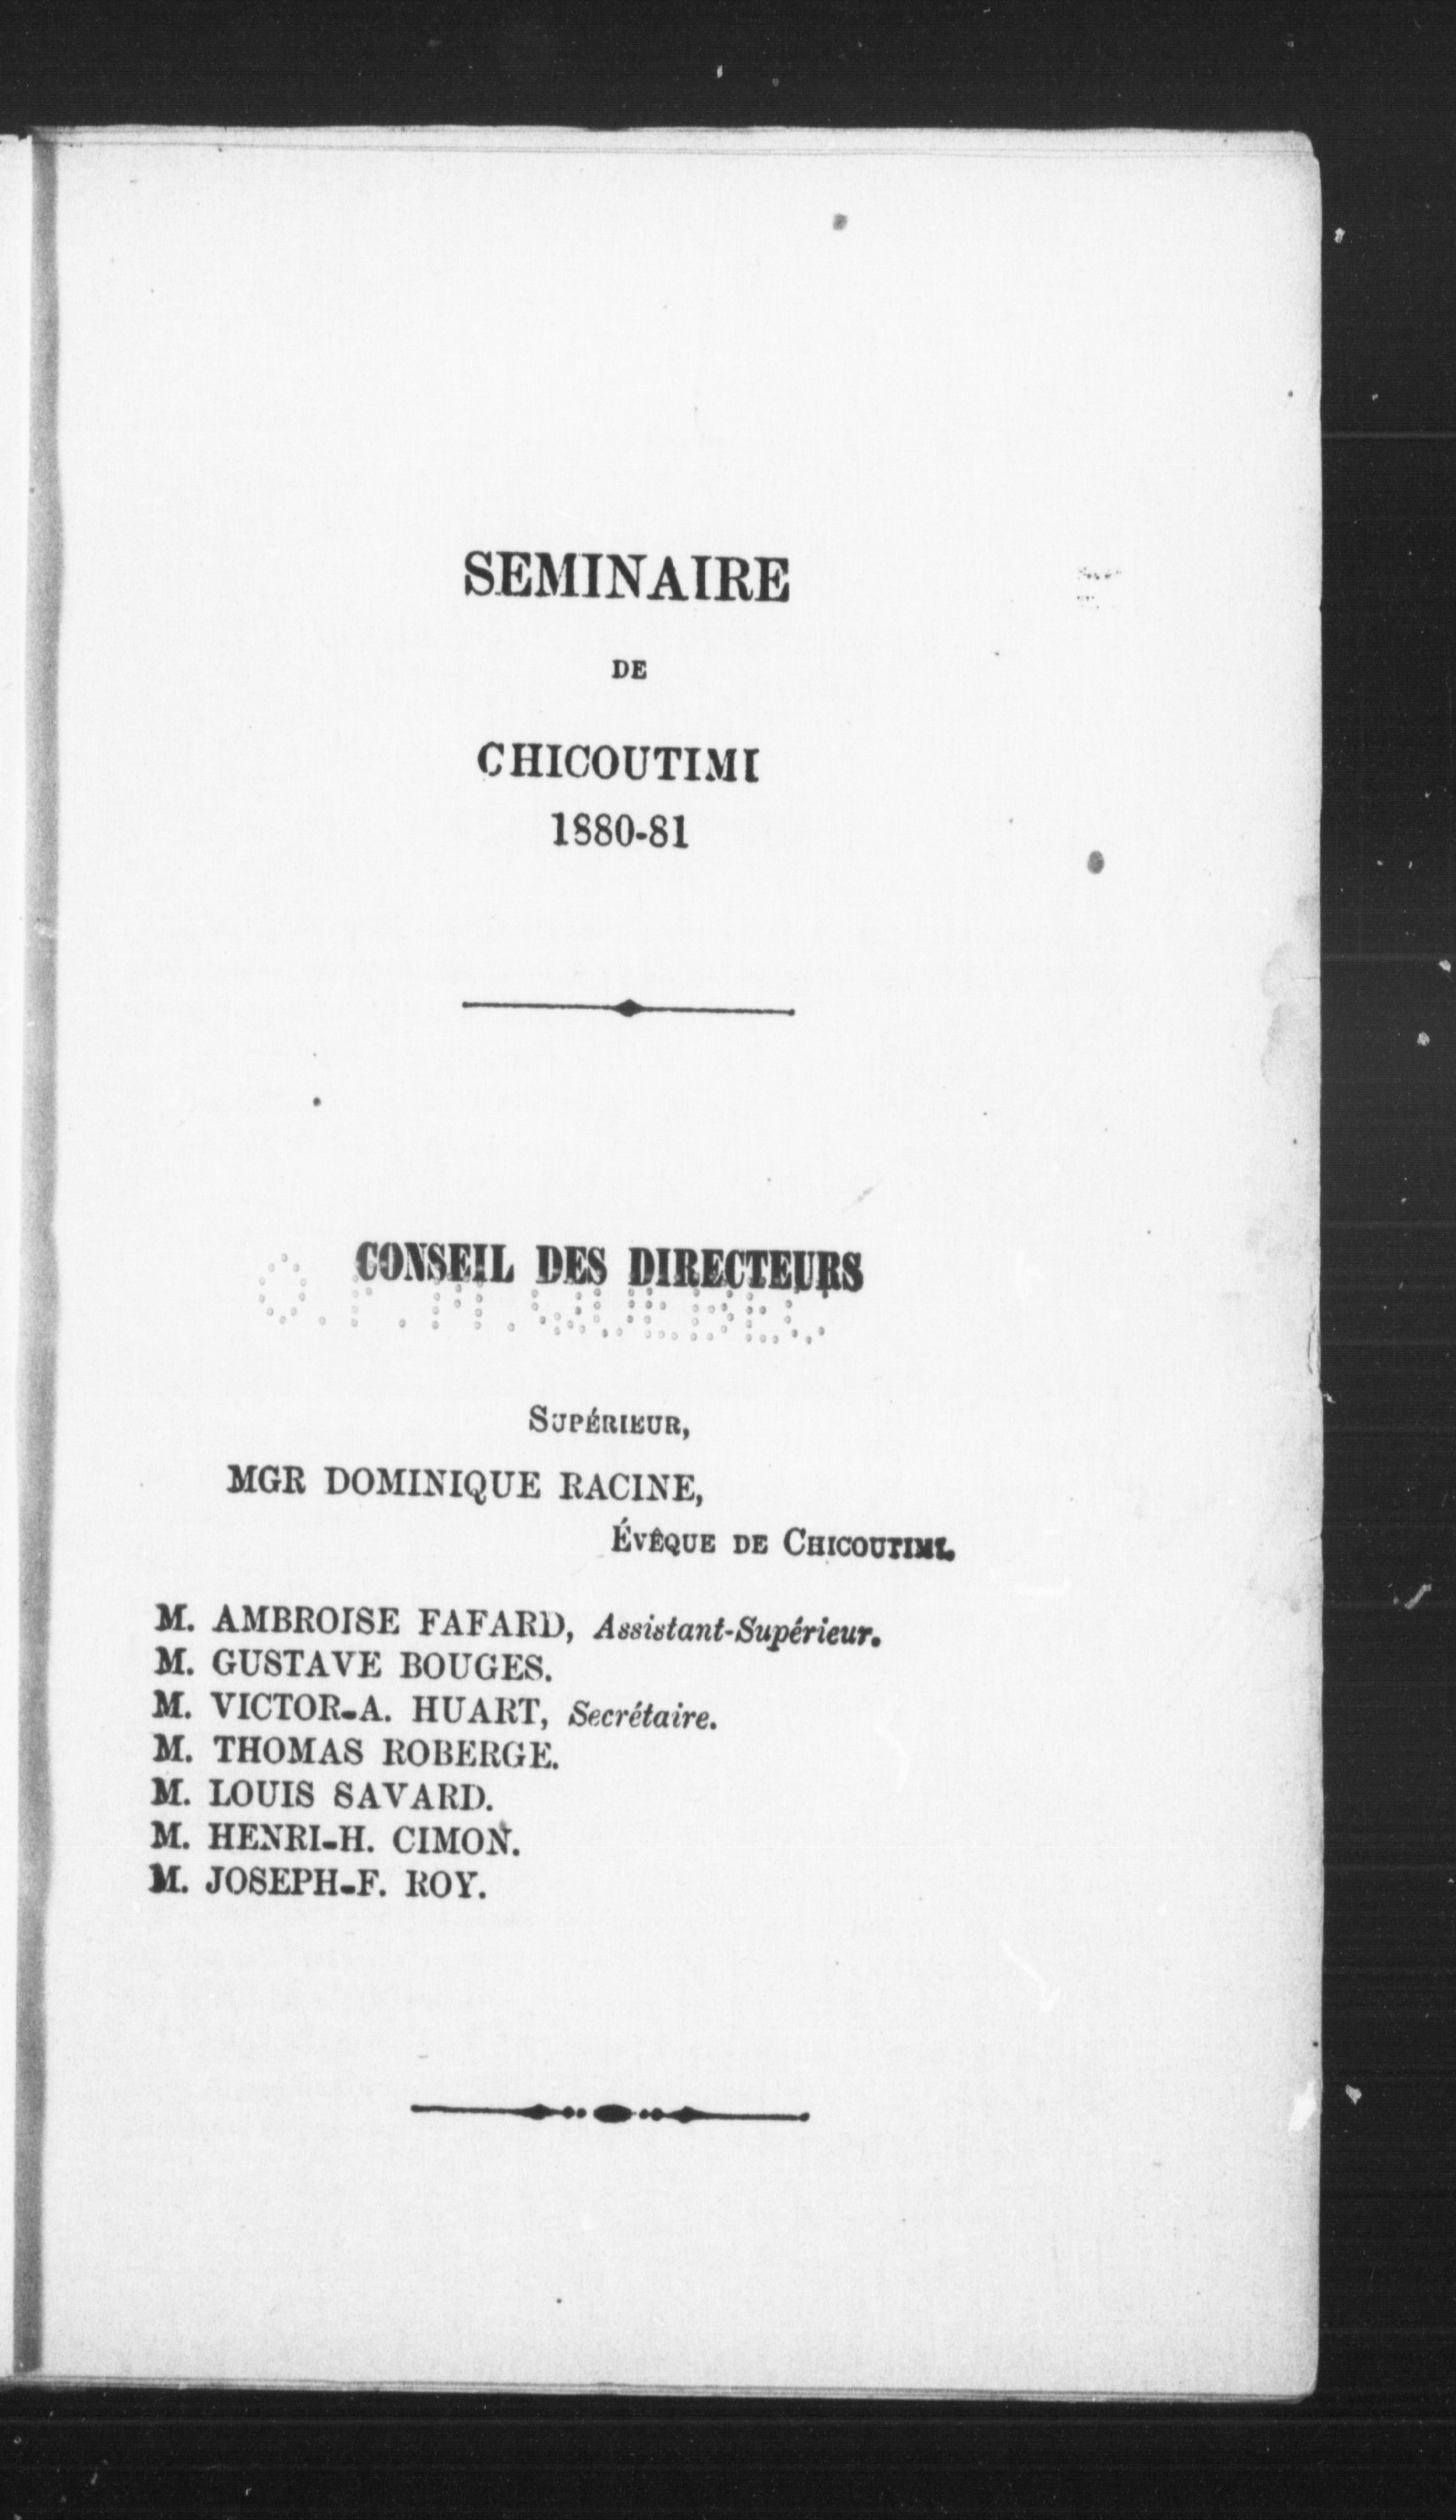 SEMINAIRE
DE
CHICOUTIMI
1880-81
CONSEIL DES DIRECTEURS
O.F.M. QUEBEC.
SUPÉRIEUR,
MGR DOMINIQUE RACINE,
ÉVÊQUE DE CHICOUTIMI.
M. AMBROISE FAFARD, Assistant-Supérieur.
M. GUSTAVE BOUGES.
M. VICTOR-A. HUART, Secrétaire.
M. THOMAS ROBERGE.
M. LOUIS SAVARD.
M. HENRI-H. CIMON.
M. JOSEPH-F. ROY.